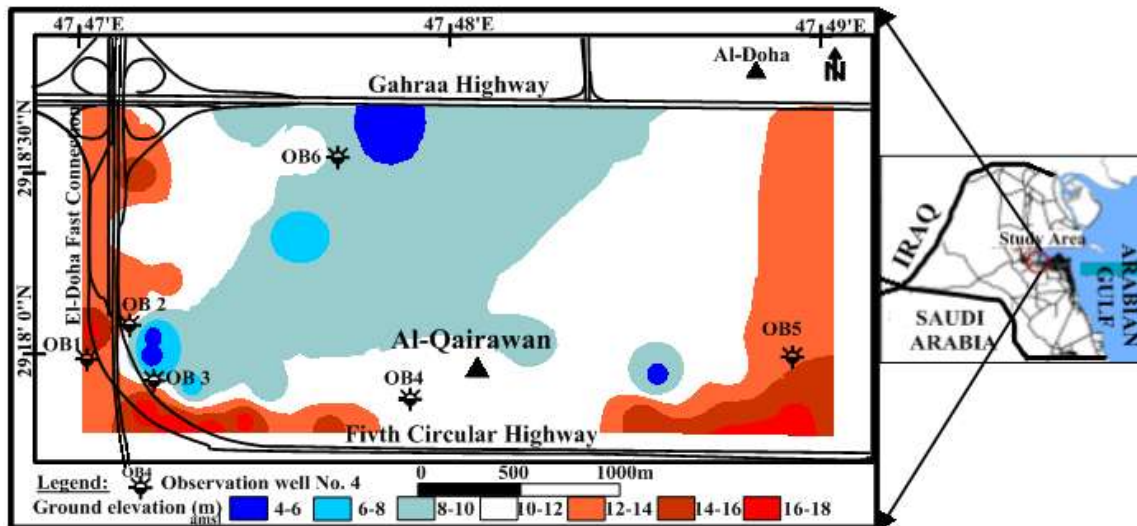 47 47'E
47 48'E
47 49'E
Al-Doha
N
Gahraa Highway
29 18'30''N
OB6
El-Doha Fast Connection
IRAQ
Study Area
ARABIAN GULF
SAUDI ARABIA
29 18' 0''N
OB 2
OB1
OB 3
Al-Qairawan
OB5
OB4
Fivth Circular Highway
OB4
0 500 1000m
Legend: Observation well No. 4
Ground elevation (m) amsl 4-6 6-8 8-10 10-12 12-14 14-16 16-18